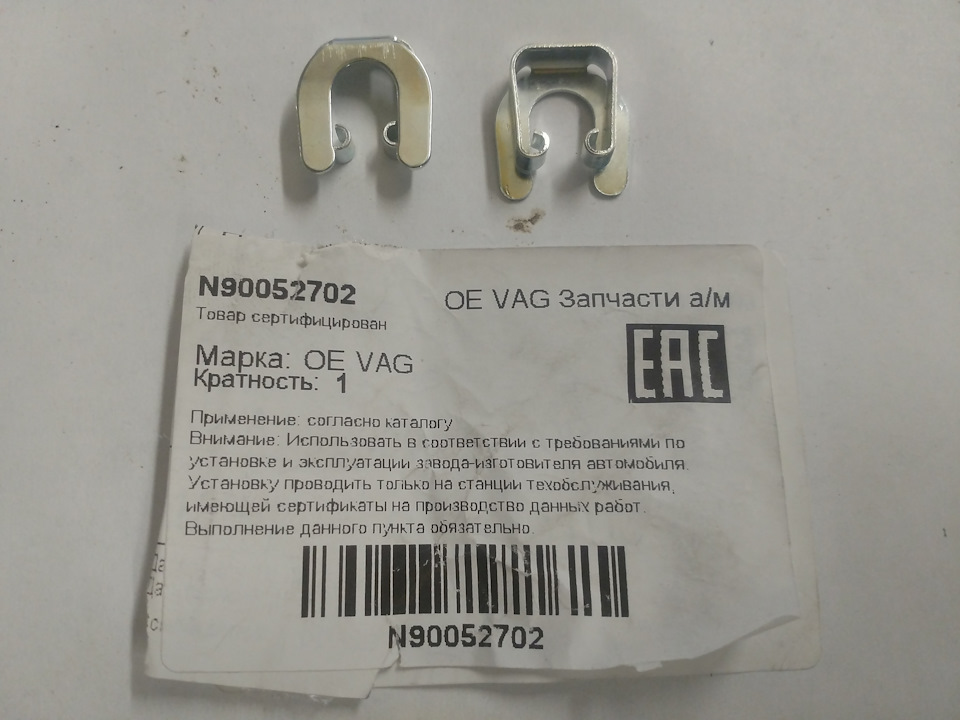 N90052702
Товар сертифицирован
OE VAG Запчасти а/м
EAC
Марка: OE VAG
Кратность: 1
Применение: согласно каталогу
Внимание: Использовать в соответствии с требованиями по
установке и эксплуатации завода-изготовителя автомобиля.
Установку проводить только на станции техобслуживания,
имеющей сертификаты на производство данных работ.
Выполнение данного пункта обязательно.
N90052702